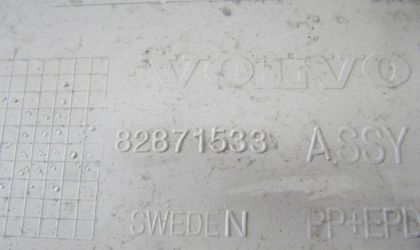 VOLVO
82871533 ASSY
SWEDEN PP+EPD